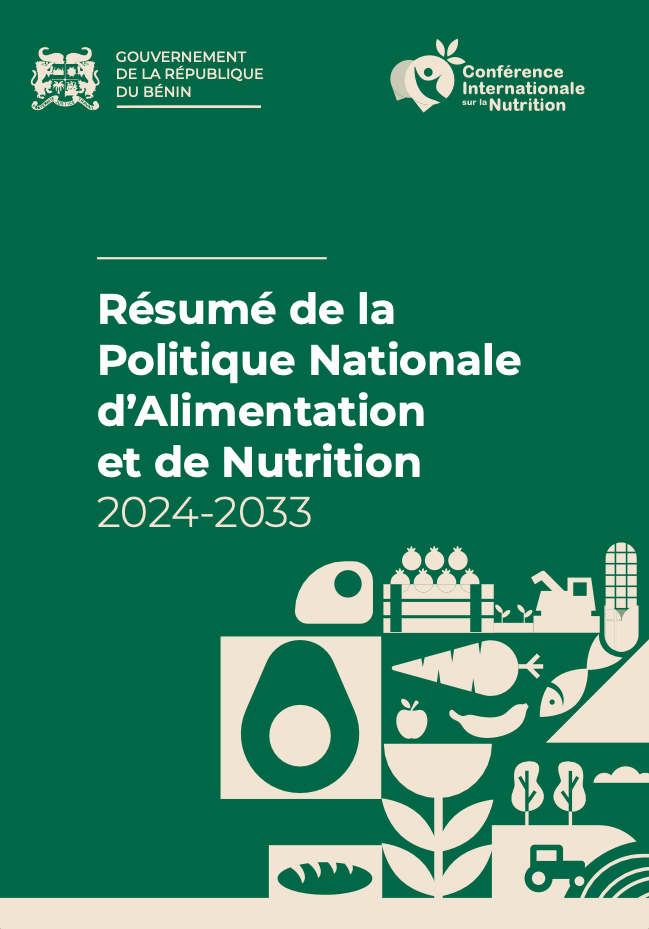 GOUVERNEMENT
DE LA RÉPUBLIQUE
DU BÉNIN
Conférence
Internationale
sur la Nutrition
Résumé de la
Politique Nationale
d’Alimentation
et de Nutrition
2024-2033